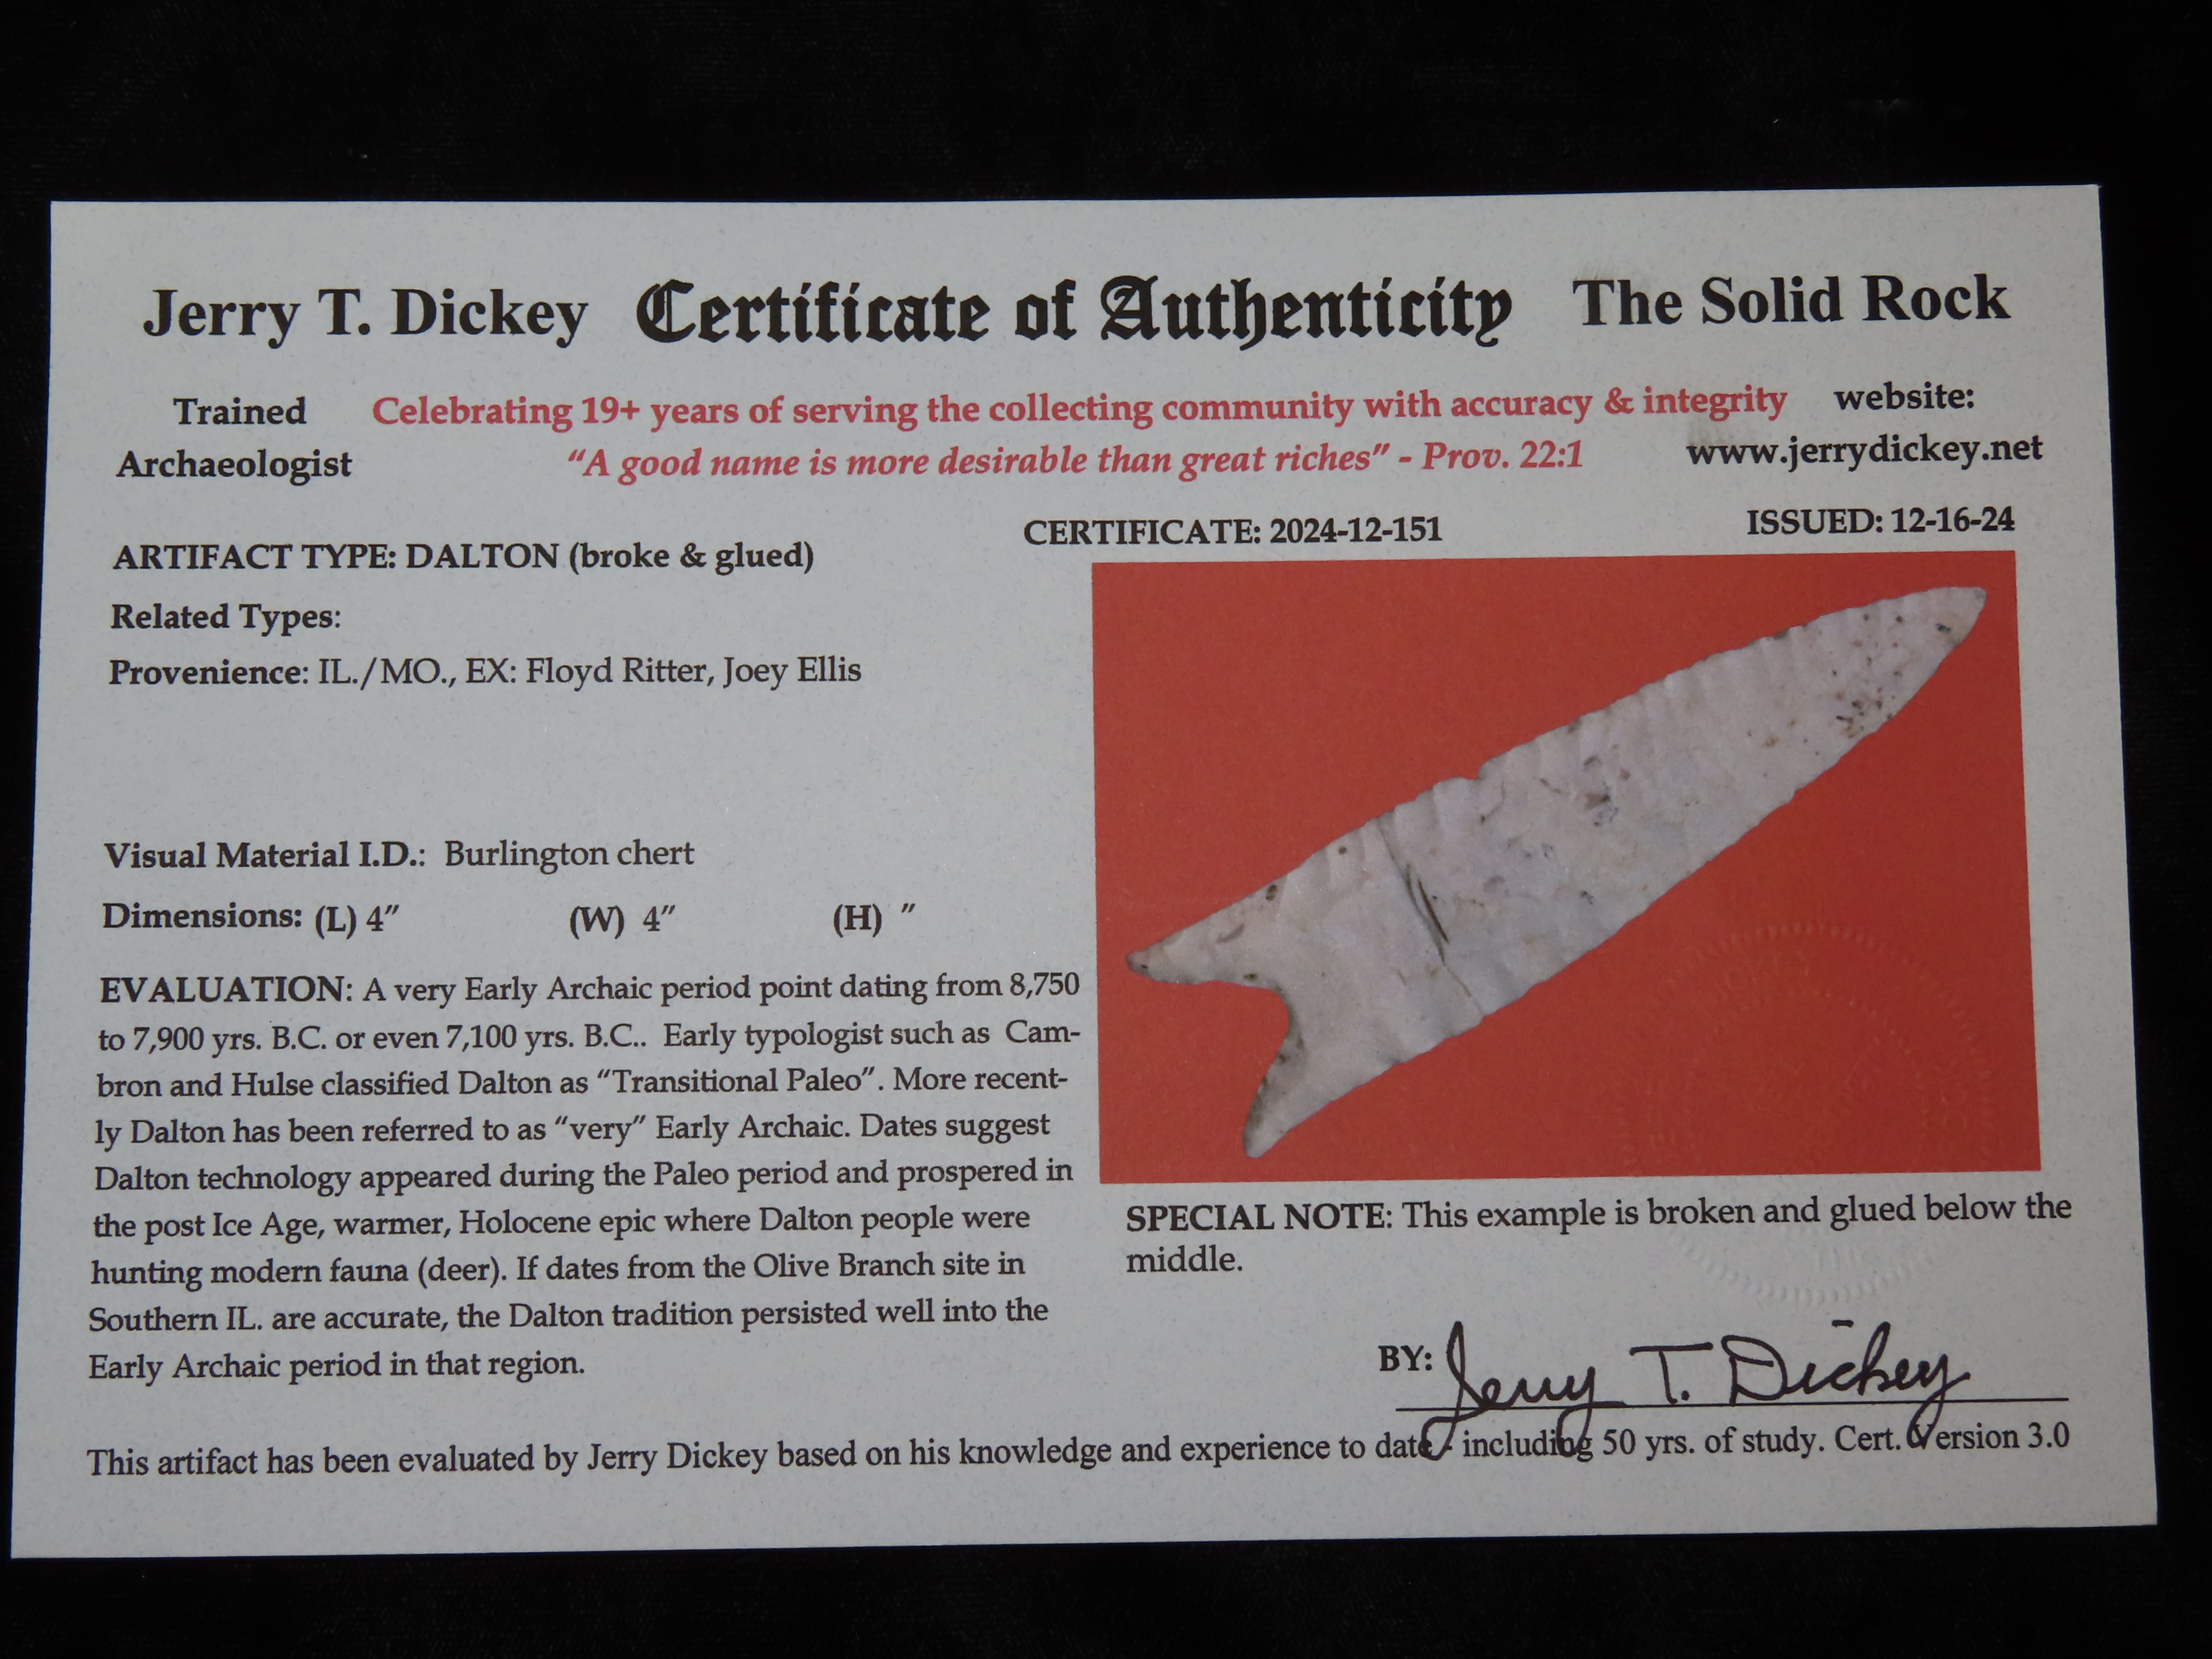 Jerry T. Dickey Certificate of Authenticity The Solid Rock
Trained Celebrating 19+ years of serving the collecting community with accuracy & integrity website:
Archaeologist "A good name is more desirable than great riches" - Prov. 22:1 www.jerrydickey.net
CERTIFICATE: 2024-12-151 ISSUED: 12-16-24
ARTIFACT TYPE: DALTON (broke & glued)
Related Types:
Provenience: IL./MO., EX: Floyd Ritter, Joey Ellis
Visual Material I.D.: Burlington chert
Dimensions: (L) 4" (W) 4" (H) "
EVALUATION: A very Early Archaic period point dating from 8,750
to 7,900 yrs. B.C. or even 7,100 yrs. B.C.. Early typologist such as Cam-
bron and Hulse classified Dalton as "Transitional Paleo". More recent-
ly Dalton has been referred to as "very" Early Archaic. Dates suggest
Dalton technology appeared during the Paleo period and prospered in
the post Ice Age, warmer, Holocene epic where Dalton people were
hunting modern fauna (deer). If dates from the Olive Branch site in
Southern IL. are accurate, the Dalton tradition persisted well into the
Early Archaic period in that region.
SPECIAL NOTE: This example is broken and glued below the
middle.
BY: Jerry T. Dickey
This artifact has been evaluated by Jerry Dickey based on his knowledge and experience to date - including 50 yrs. of study. Cert. Version 3.0